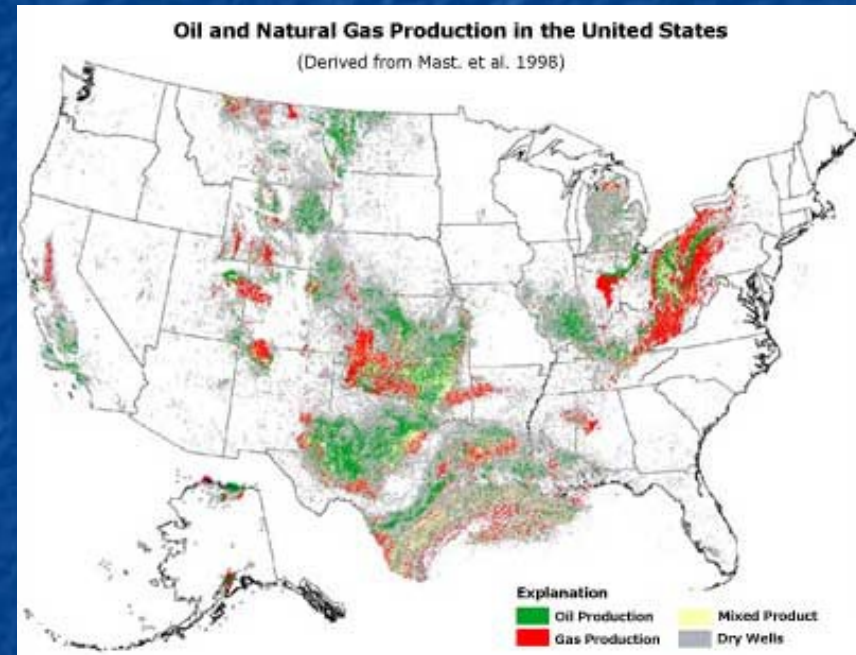 Oil and Natural Gas Production in the United States
(Derived from Mast. et al. 1998)
Explanation
Oil Production
Mixed Product
Gas Production
Dry Wells